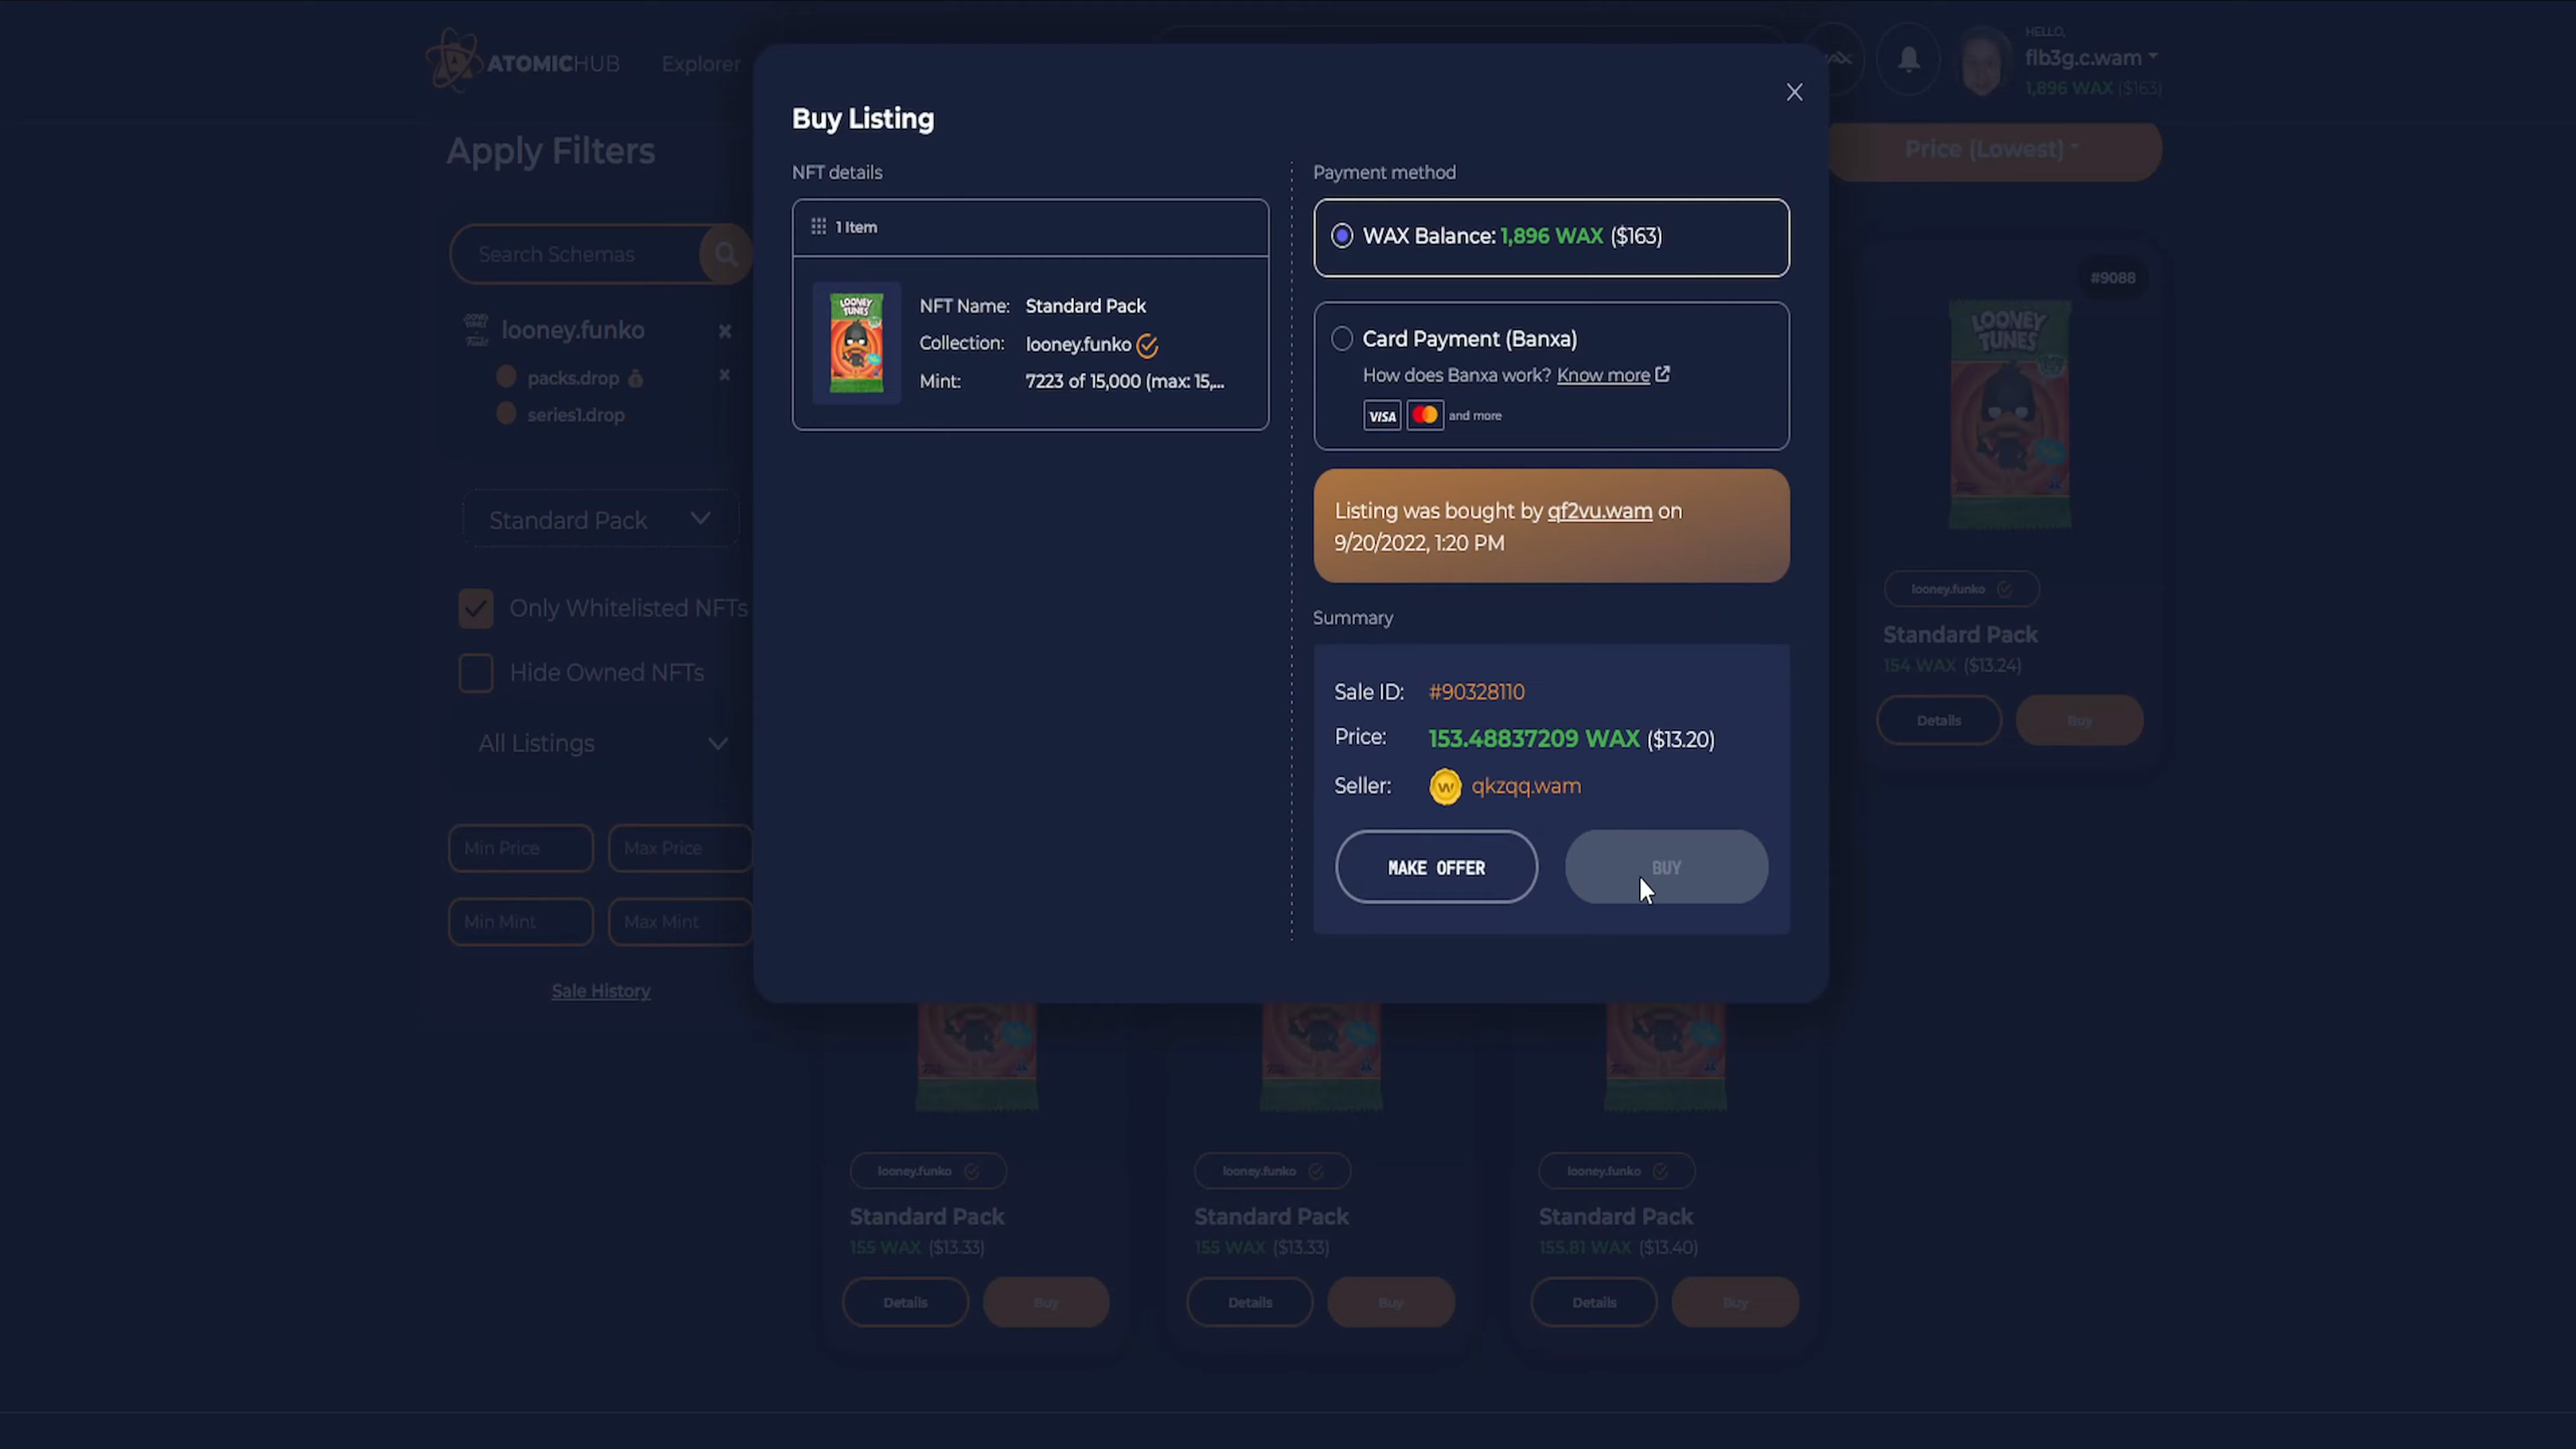 ATOMICHUB
Explorer
HELLO,
flb3g.c.wam
1,896 WAX ($163)
Apply Filters
Price (Lowest)
Search Schemas
looney.funko
packs.drop
series1.drop
Standard Pack
Only Whitelisted NFTs
Hide Owned NFTs
All Listings
Min Price
Max Price
Min Mint
Max Mint
Sale History
Buy Listing
NFT details
1 Item
LOONEY
TUNES
NFT Name: Standard Pack
Collection: looney.funko
Mint: 7223 of 15,000 (max: 15,...
Payment method
WAX Balance: 1,896 WAX ($163)
Card Payment (Banxa)
How does Banxa work? Know more
VISA
and more
Listing was bought by qf2vu.wam on
9/20/2022, 1:20 PM
Summary
Sale ID: #90328110
Price: 153.48837209 WAX ($13.20)
Seller: W qkzqq.wam
MAKE OFFER
BUY
#9088
LOONEY
TUNES
looney.funko
Standard Pack
154 WAX ($13.24)
Details
Buy
looney.funko
Standard Pack
155 WAX ($13.33)
Details
Buy
looney.funko
Standard Pack
155 WAX ($13.33)
Details
Buy
looney.funko
Standard Pack
155.81 WAX ($13.40)
Details
Buy